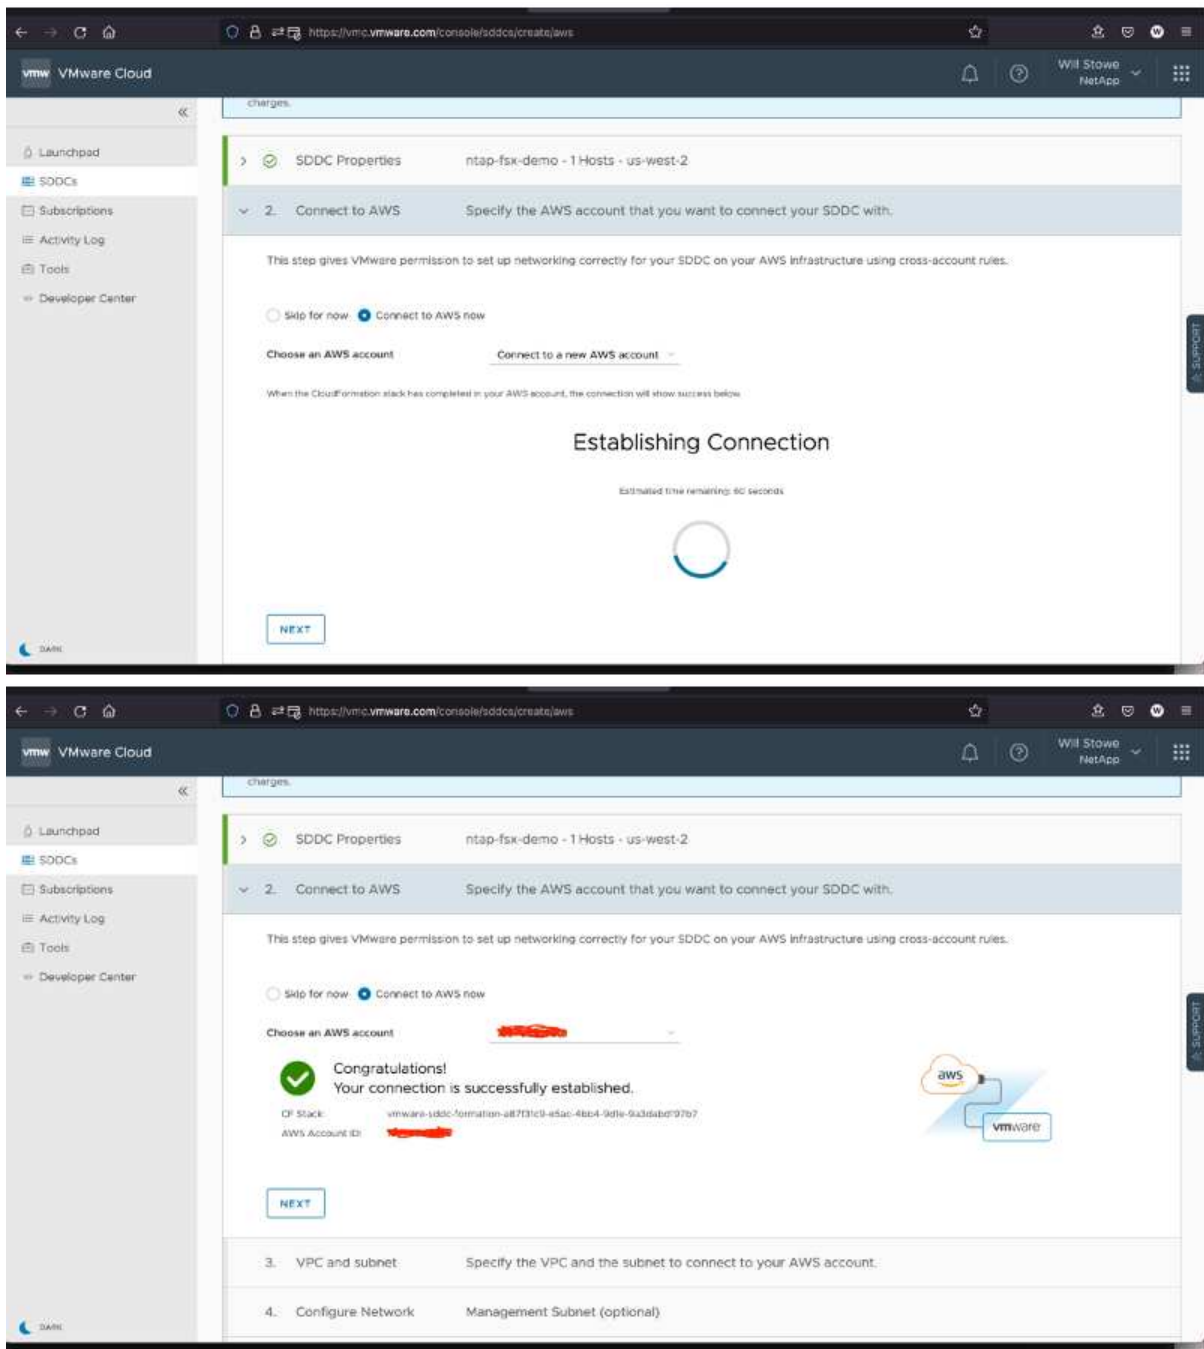 https://vmc.vmware.com/console/sddcs/create/aws
vmw VMware Cloud
Will Stowe
NetApp
charges.
Launchpad
SDDCs
Subscriptions
Activity Log
Tools
Developer Center
DARK
SDDC Properties ntap-fsx-demo - 1 Hosts - us-west-2
2. Connect to AWS Specify the AWS account that you want to connect your SDDC with.
This step gives VMware permission to set up networking correctly for your SDDC on your AWS infrastructure using cross-account rules.
Skip for now Connect to AWS now
Choose an AWS account Connect to a new AWS account
When the CloudFormation stack has completed in your AWS account, the connection will show success below
Establishing Connection
Estimated time remaining: 60 seconds
NEXT
SUPPORT
https://vmc.vmware.com/console/sddcs/create/aws
vmw VMware Cloud
Will Stowe
NetApp
charges.
Launchpad
SDDCs
Subscriptions
Activity Log
Tools
Developer Center
DARK
SDDC Properties ntap-fsx-demo - 1 Hosts - us-west-2
2. Connect to AWS Specify the AWS account that you want to connect your SDDC with.
This step gives VMware permission to set up networking correctly for your SDDC on your AWS infrastructure using cross-account rules.
Skip for now Connect to AWS now
Choose an AWS account
Congratulations!
Your connection is successfully established.
CF Stack:
AWS Account ID:
aws
vmware
NEXT
3. VPC and subnet Specify the VPC and the subnet to connect to your AWS account.
4. Configure Network Management Subnet (optional)
SUPPORT